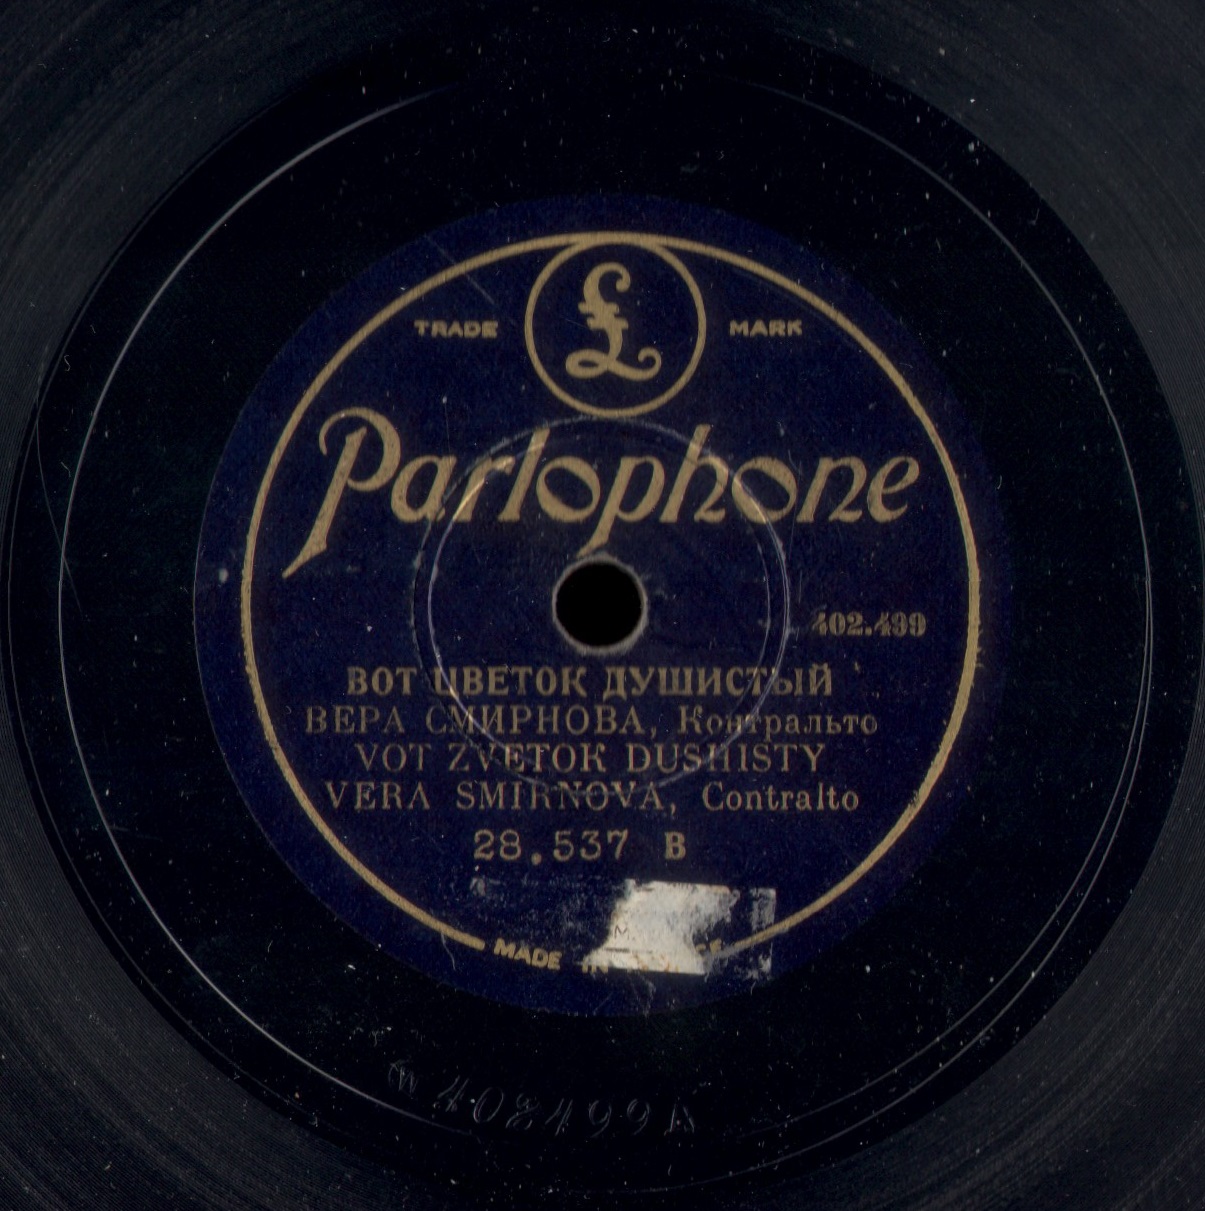 £
TRADE MARK
Parlophone
402.499
ВОТ ЦВЕТОК ДУШИСТЫЙ
ВЕРА СМИРНОВА, Контральто
VOT ZVETOK DUSHISTY
VERA SMIRNOVA, Contralto
28.537 B
MADE IN
402499